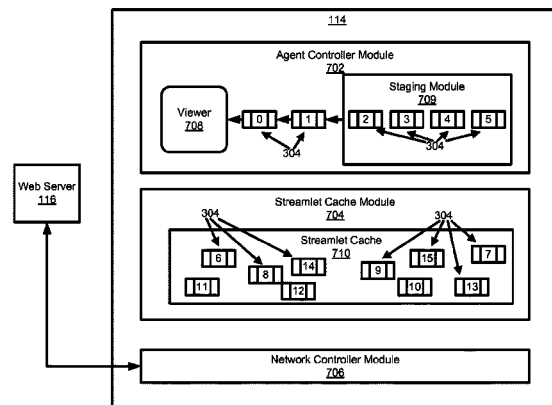 114
Agent Controller Module
702
Staging Module
709
Viewer
708
0 1 2 3 4 5
304 304
Web Server
116
Streamlet Cache Module
704
304 Streamlet Cache 304
710
6 8 14 9 15 7
11 12 10 13
Network Controller Module
706